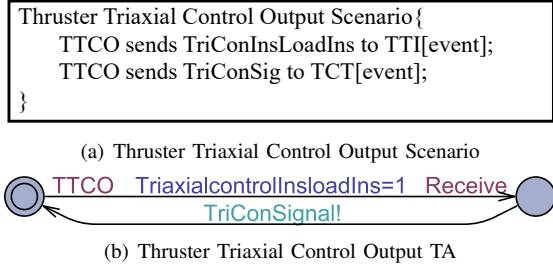 Thruster Triaxial Control Output Scenario{
TTCO sends TriConInsLoadIns to TTI[event];
TTCO sends TriConSig to TCT[event];
}
(a) Thruster Triaxial Control Output Scenario
TTCO TriaxialcontrolInsloadIns=1 Receive
TriConSignal!
(b) Thruster Triaxial Control Output TA